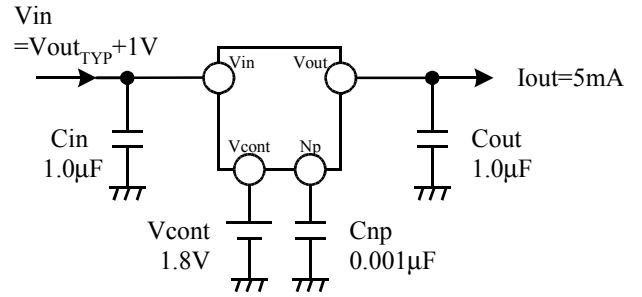 Vin
=VoutTYP+1V
Vin
Vout
Iout=5mA
Cin
1.0µF
Vcont
Np
Cout
1.0µF
Vcont
1.8V
Cnp
0.001µF